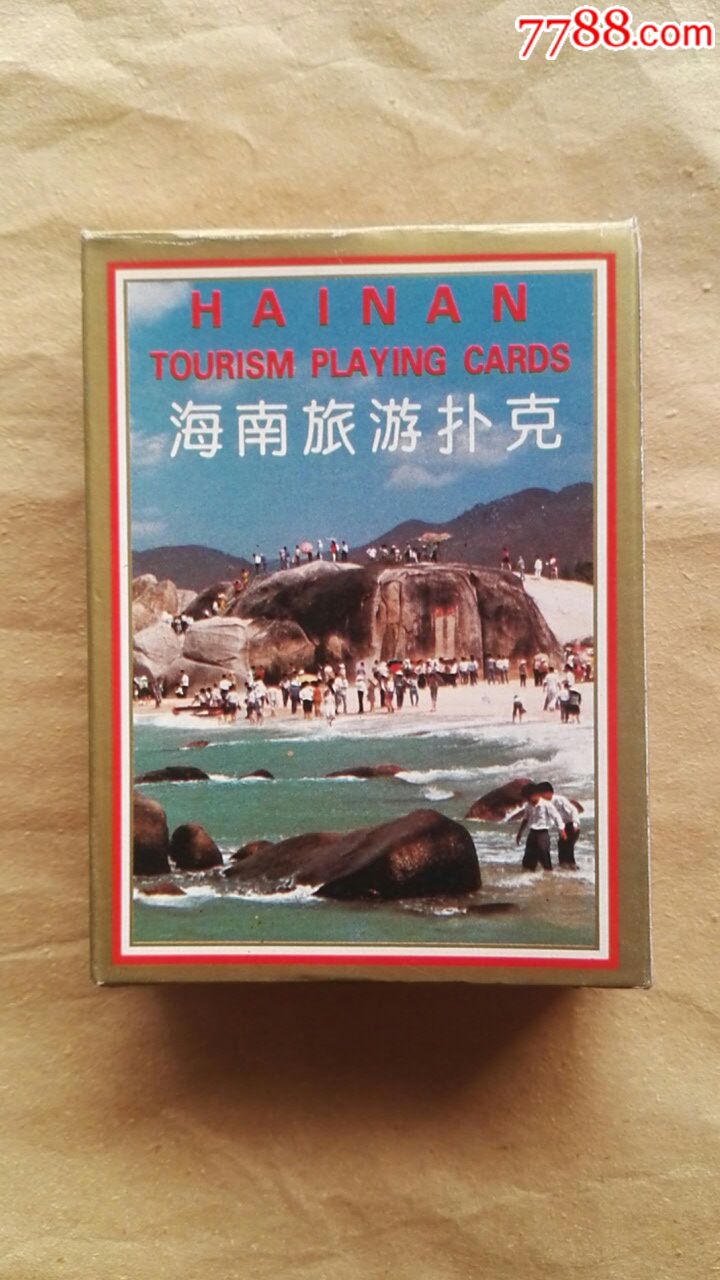 7788.com
HAINAN
TOURISM PLAYING CARDS
海南旅游扑克